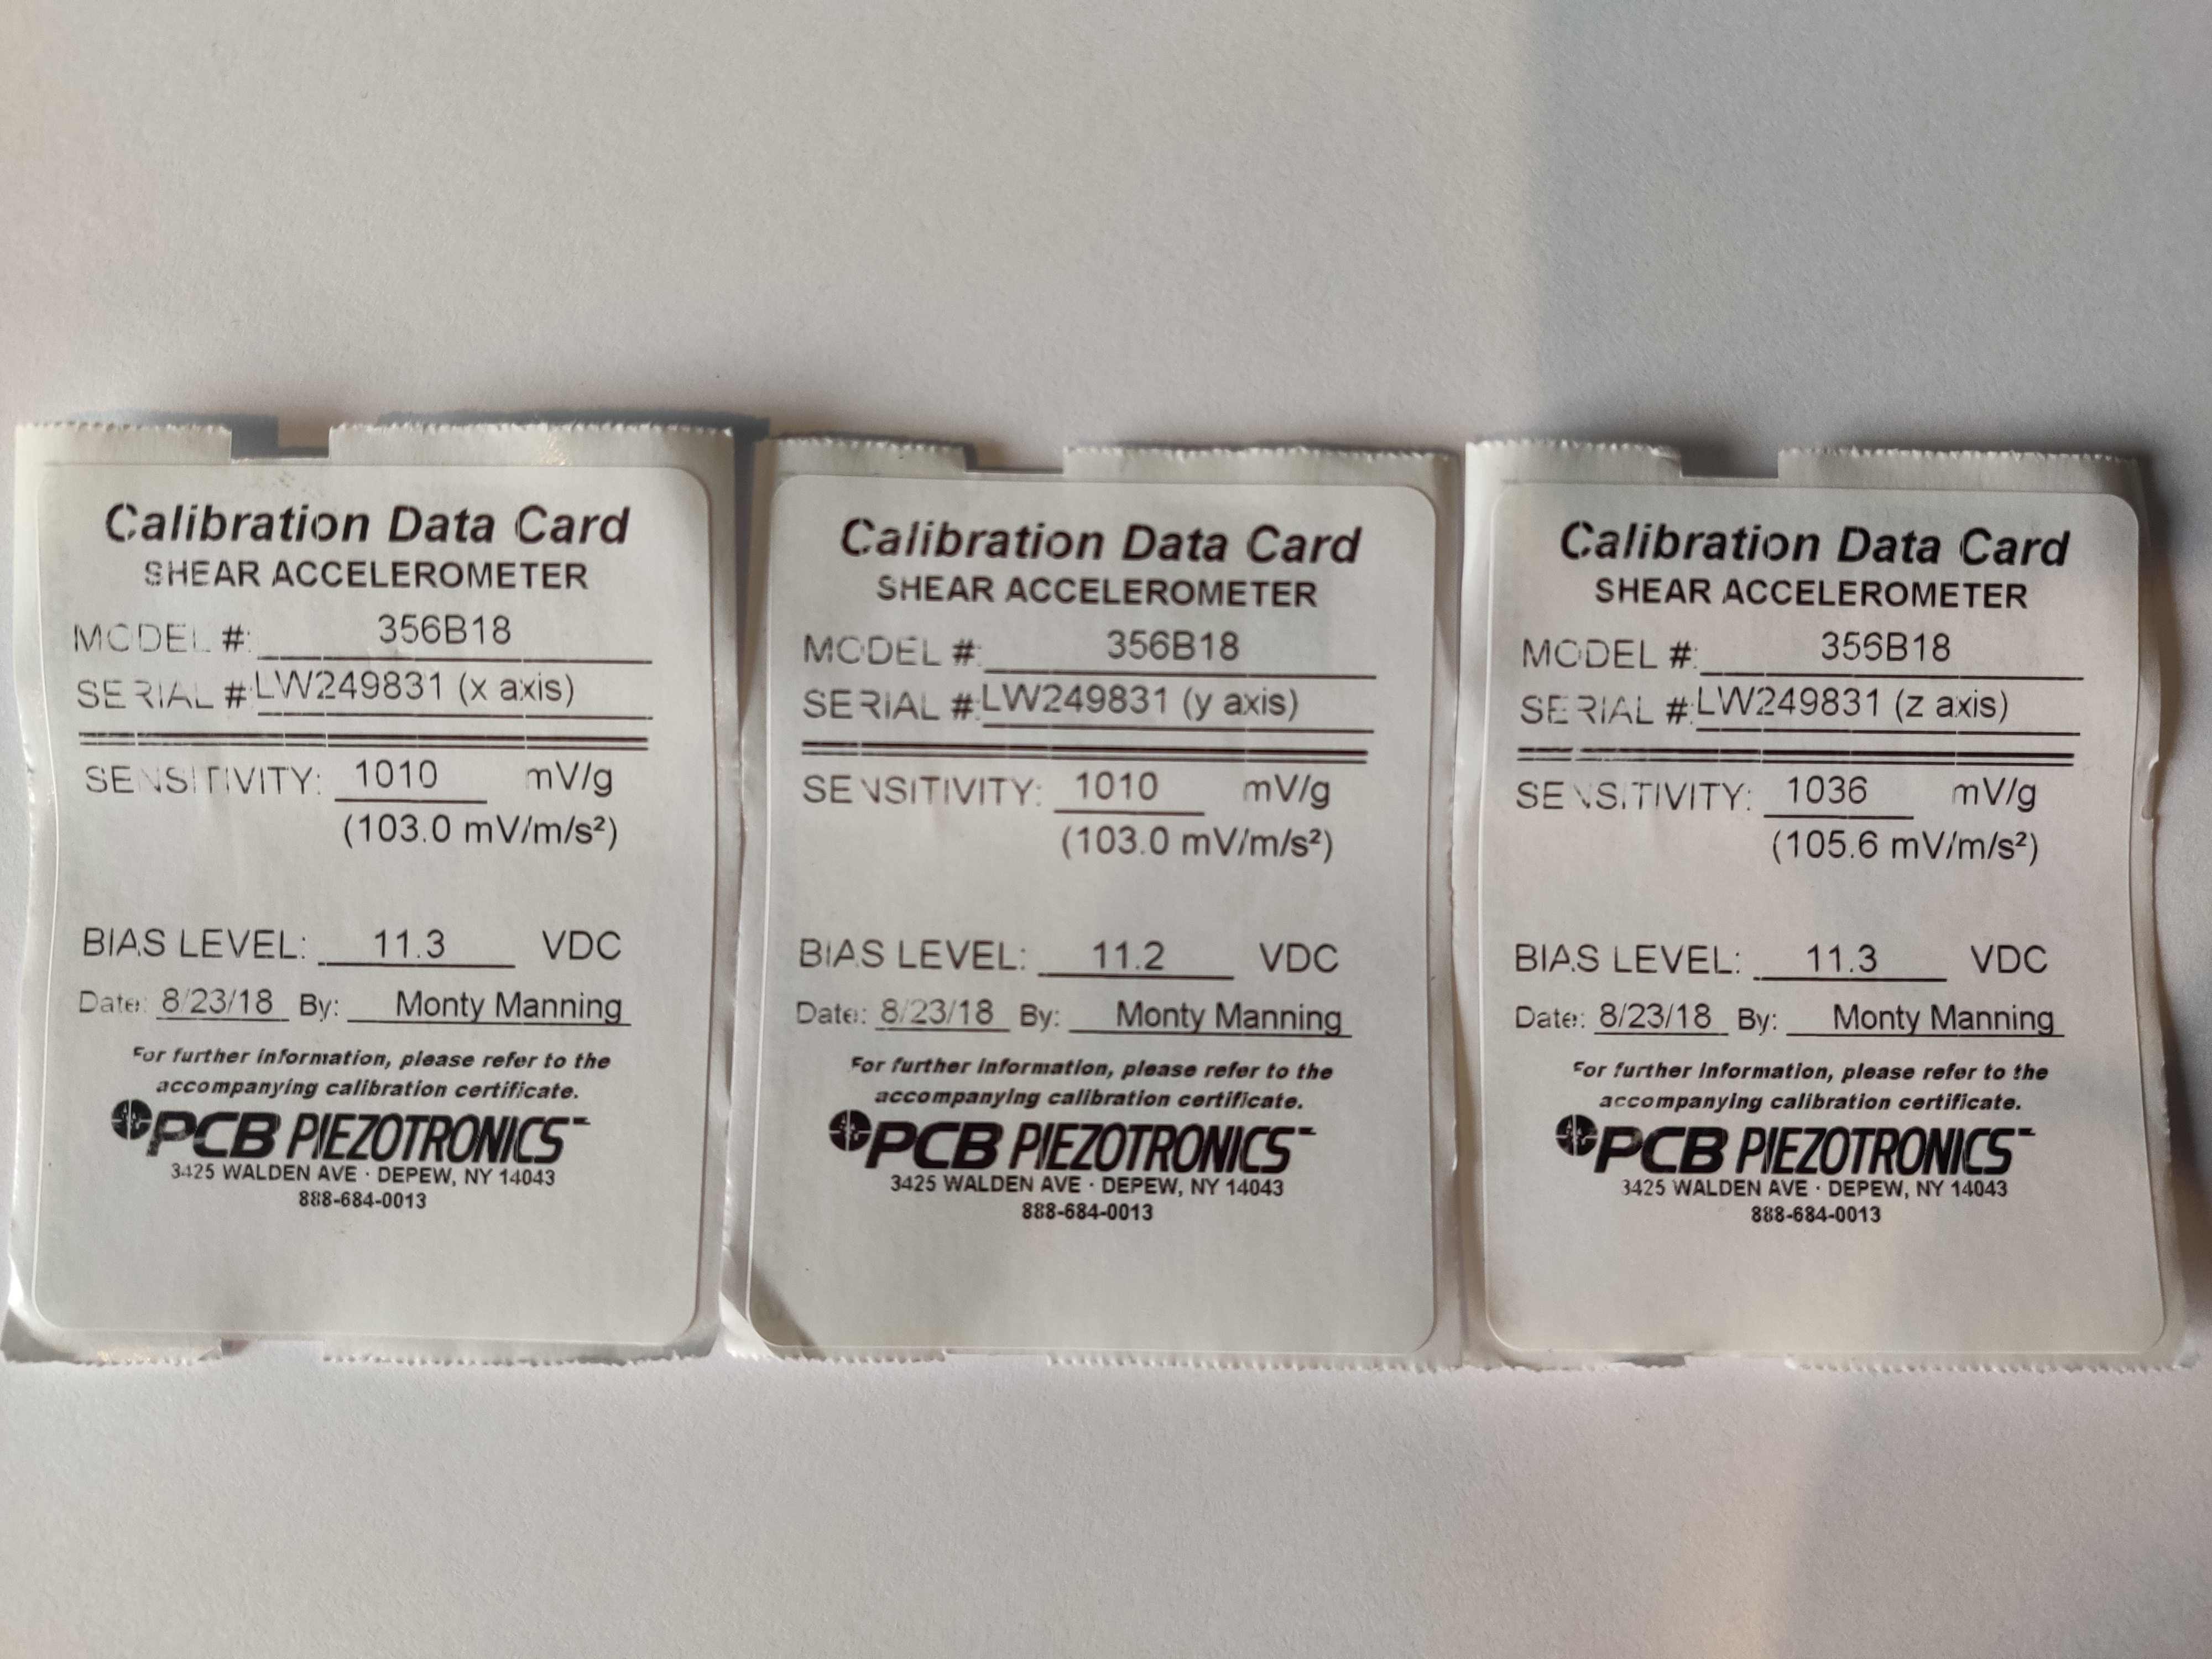 Calibration Data Card
SHEAR ACCELEROMETER
MODEL #: 356B18
SERIAL #: LW249831 (x axis)
SENSITIVITY: 1010 mV/g
(103.0 mV/m/s²)
BIAS LEVEL: 11.3 VDC
Date: 8/23/18 By: Monty Manning
For further information, please refer to the
accompanying calibration certificate.
PCB PIEZOTRONICS™
3425 WALDEN AVE · DEPEW, NY 14043
888-684-0013
Calibration Data Card
SHEAR ACCELEROMETER
MODEL #: 356B18
SERIAL #: LW249831 (y axis)
SENSITIVITY: 1010 mV/g
(103.0 mV/m/s²)
BIAS LEVEL: 11.2 VDC
Date: 8/23/18 By: Monty Manning
For further information, please refer to the
accompanying calibration certificate.
PCB PIEZOTRONICS™
3425 WALDEN AVE · DEPEW, NY 14043
888-684-0013
Calibration Data Card
SHEAR ACCELEROMETER
MODEL #: 356B18
SERIAL #: LW249831 (z axis)
SENSITIVITY: 1036 mV/g
(105.6 mV/m/s²)
BIAS LEVEL: 11.3 VDC
Date: 8/23/18 By: Monty Manning
For further information, please refer to the
accompanying calibration certificate.
PCB PIEZOTRONICS™
3425 WALDEN AVE · DEPEW, NY 14043
888-684-0013